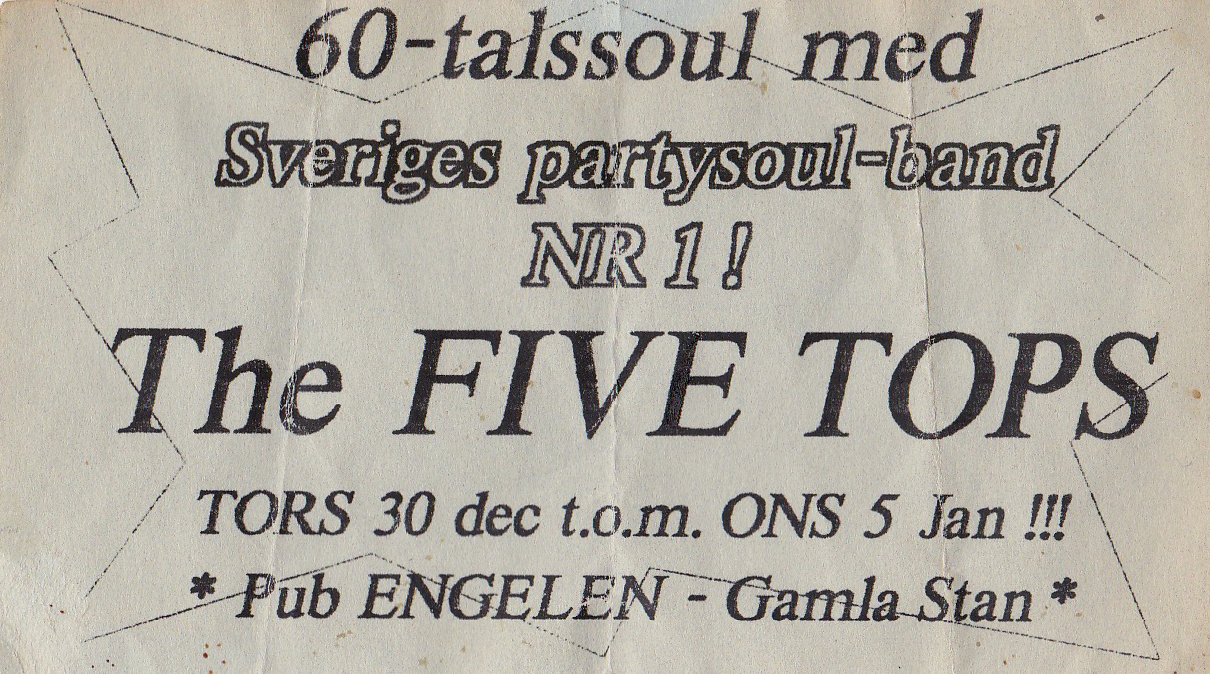 60-talssoul med
Sveriges partysoul-band
NR 1 !
The FIVE TOPS
TORS 30 dec t.o.m. ONS 5 Jan !!!
* Pub ENGELEN - Gamla Stan *